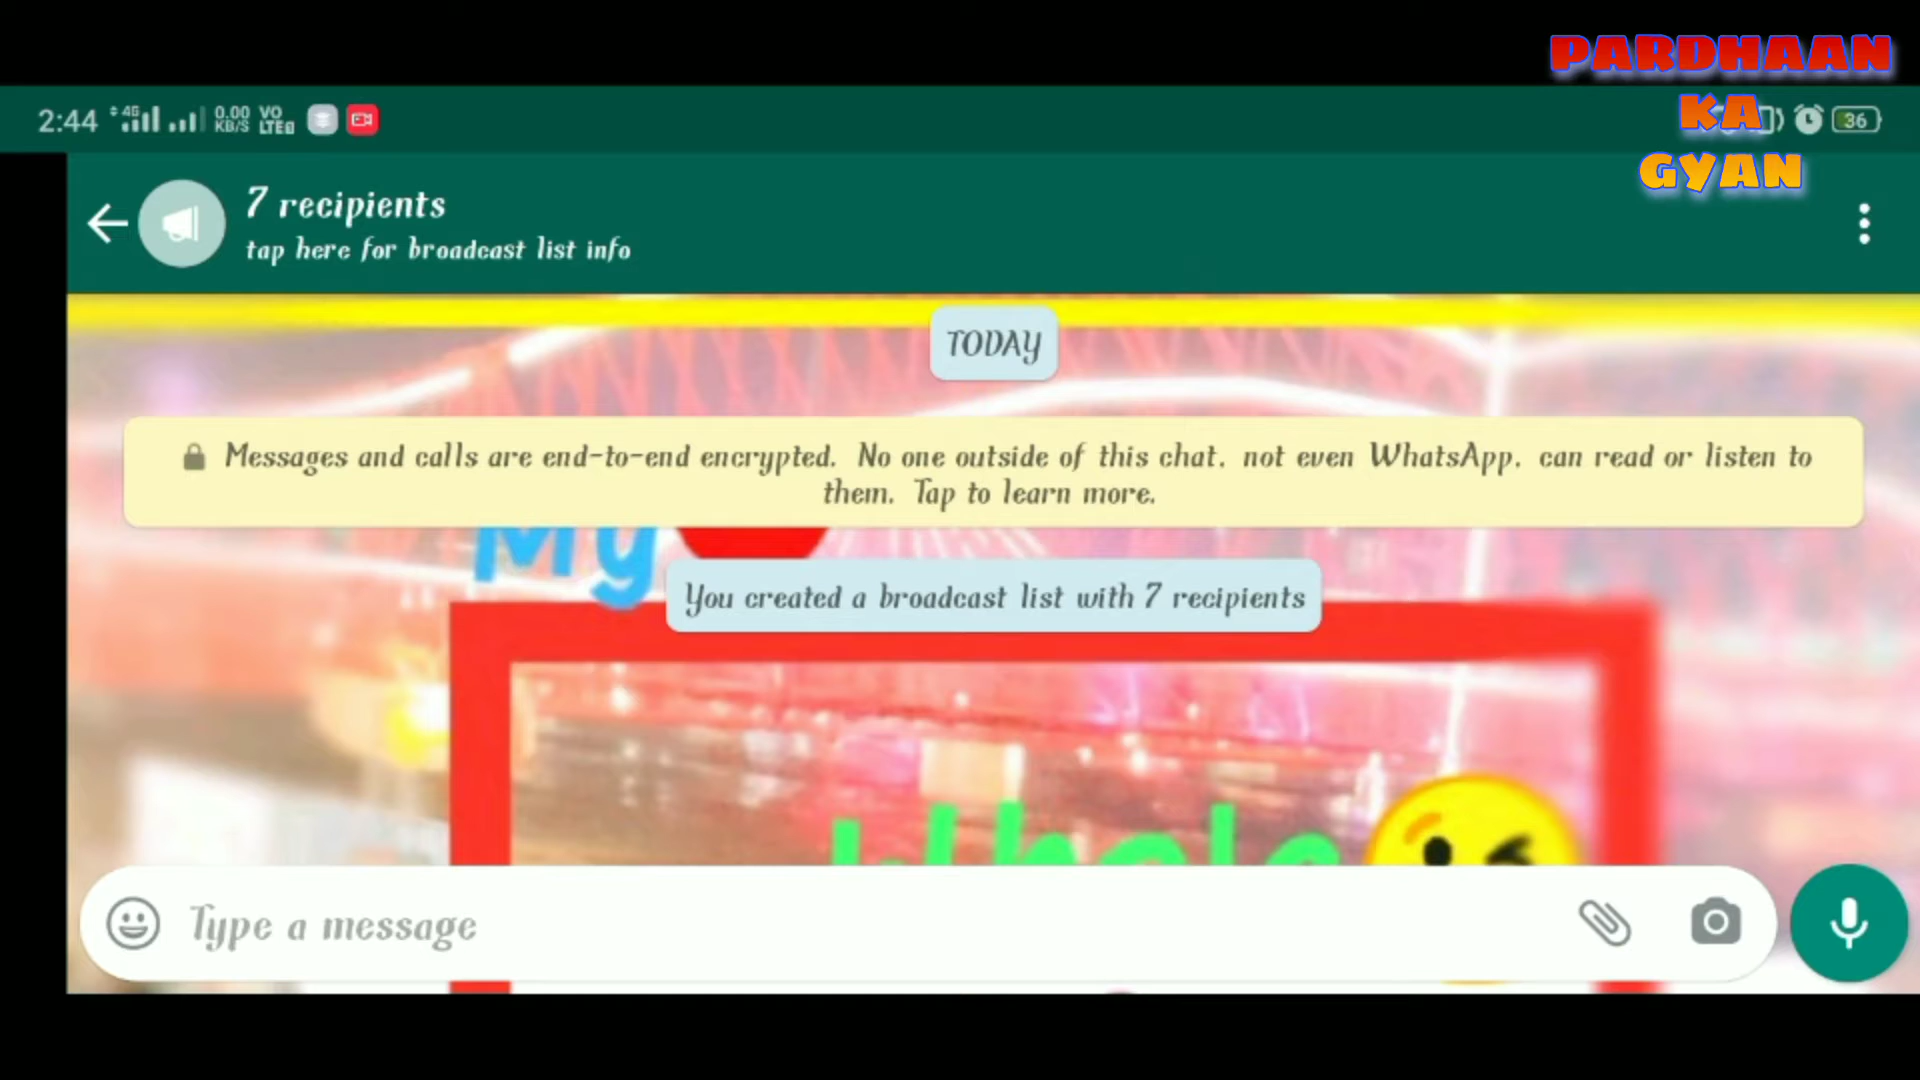 PARDHAAN
KA
GYAN
2:44 4G 0.00 KB/S VO LTE 36
7 recipients
tap here for broadcast list info
TODAY
Messages and calls are end-to-end encrypted. No one outside of this chat, not even WhatsApp, can read or listen to
them. Tap to learn more.
My
You created a broadcast list with 7 recipients
Type a message